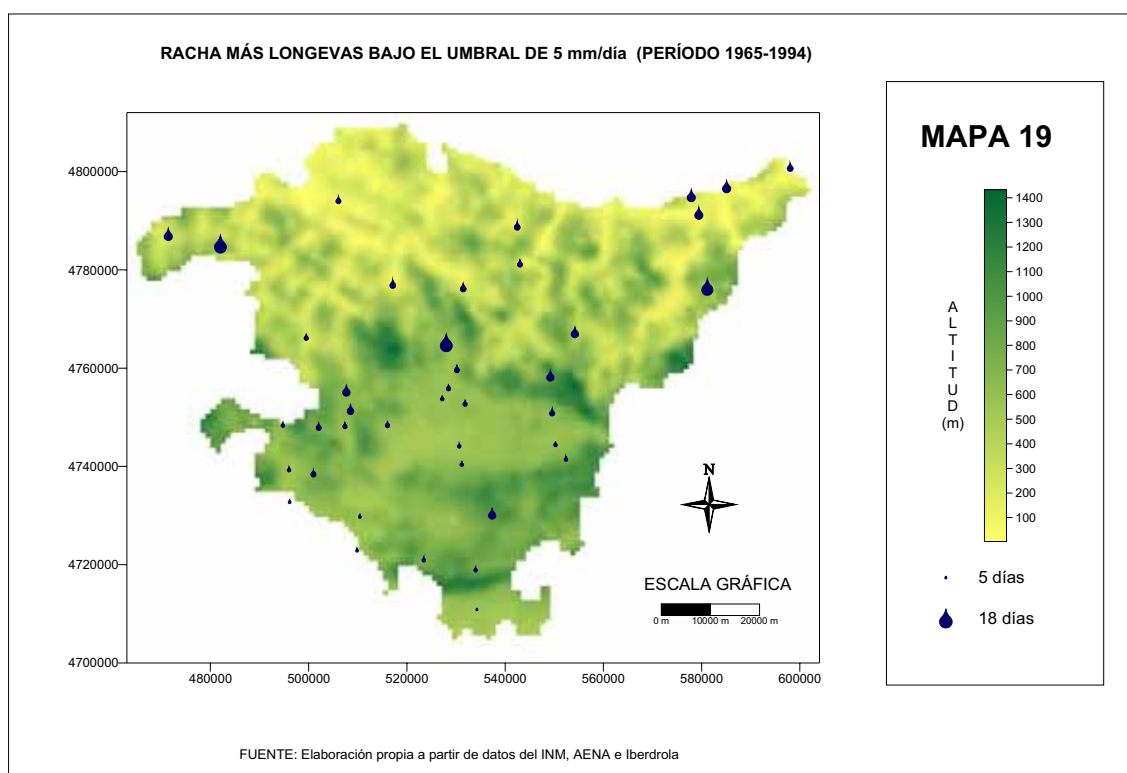 RACHA MÁS LONGEVAS BAJO EL UMBRAL DE 5 mm/día (PERÍODO 1965-1994)
MAPA 19
4800000
4780000
4760000
4740000
4720000
4700000
480000
500000
520000
540000
560000
580000
600000
1400
1300
1200
1100
1000
900
800
700
600
500
400
300
200
100
ALTITUD
(m)
N
ESCALA GRÁFICA
0 m 10000 m 20000 m
5 días
18 días
FUENTE: Elaboración propia a partir de datos del INM, AENA e Iberdrola